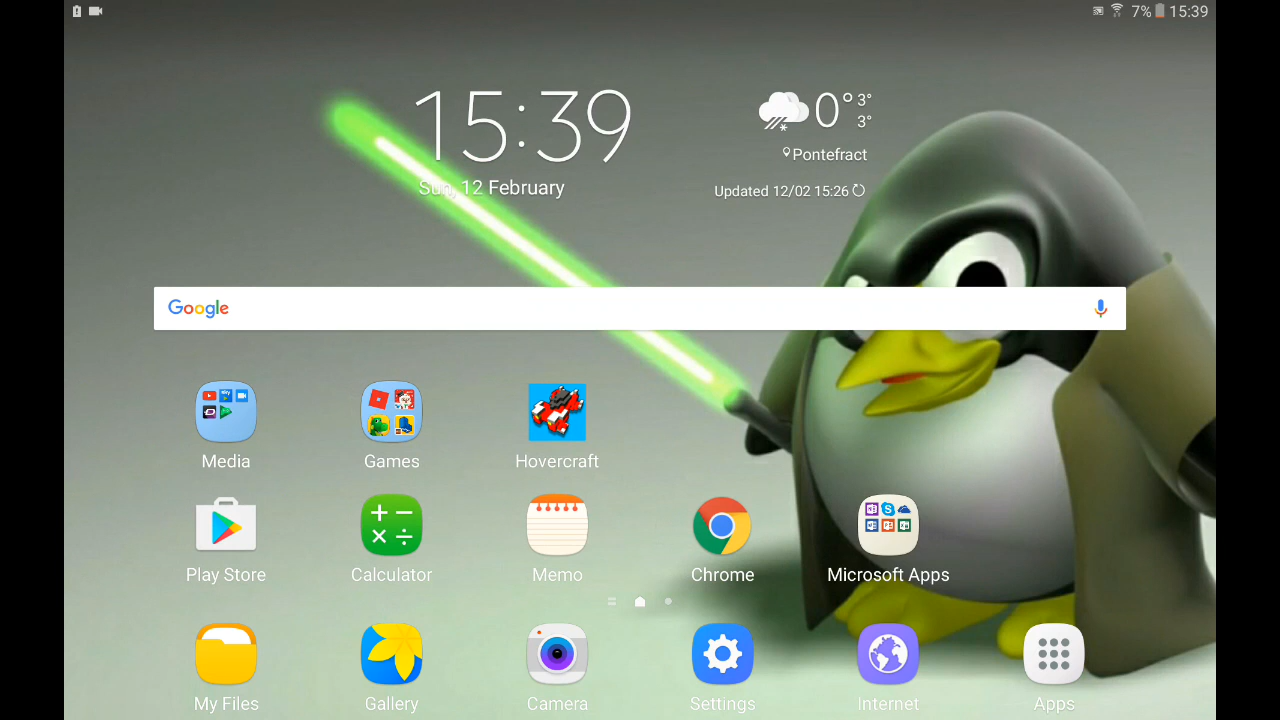 7% 15:39
15:39
Sun, 12 February
0° 3°
3°
Pontefract
Updated 12/02 15:26
Google
Media
Games
Hovercraft
Play Store
Calculator
Memo
Chrome
Microsoft Apps
My Files
Gallery
Camera
Settings
Internet
Apps